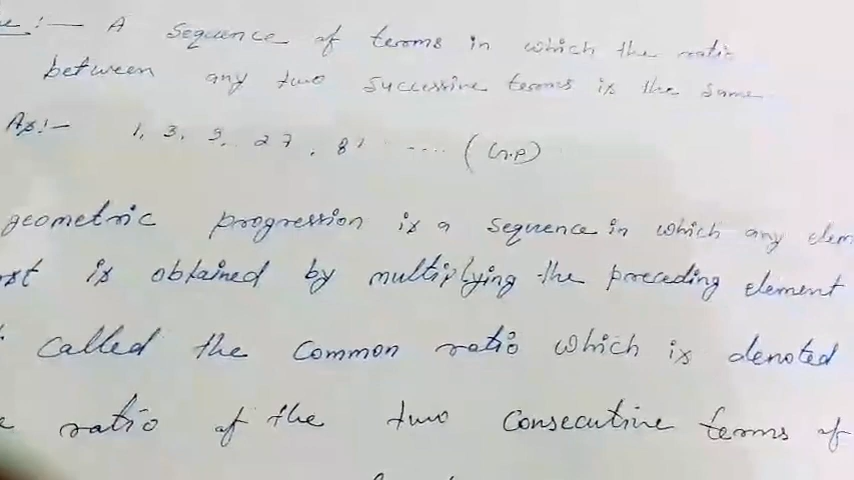 :— A Sequence of terms in which the ratio
between any two successive terms is the same
1, 3, 9, 27, 81 .... (G.P)
geometric progression is a sequence in which any elem
is obtained by multiplying the preceding element
called the common ratio which is denoted
ratio of the two consecutive terms of